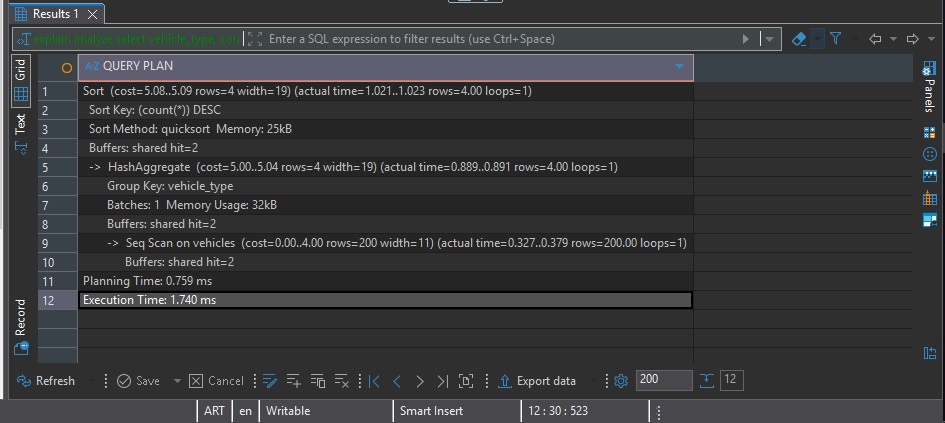 Results 1
explain analyze select vehicle_type, cou
Enter a SQL expression to filter results (use Ctrl+Space)
Grid
Text
Record
A-Z QUERY PLAN
1 Sort (cost=5.08..5.09 rows=4 width=19) (actual time=1.021..1.023 rows=4.00 loops=1)
2 Sort Key: (count(*)) DESC
3 Sort Method: quicksort Memory: 25kB
4 Buffers: shared hit=2
5 -> HashAggregate (cost=5.00..5.04 rows=4 width=19) (actual time=0.889..0.891 rows=4.00 loops=1)
6 Group Key: vehicle_type
7 Batches: 1 Memory Usage: 32kB
8 Buffers: shared hit=2
9 -> Seq Scan on vehicles (cost=0.00..4.00 rows=200 width=11) (actual time=0.327..0.379 rows=200.00 loops=1)
10 Buffers: shared hit=2
11 Planning Time: 0.759 ms
12 Execution Time: 1.740 ms
Panels
Refresh Save Cancel Export data 200 12
ART en Writable Smart Insert 12 : 30 : 523